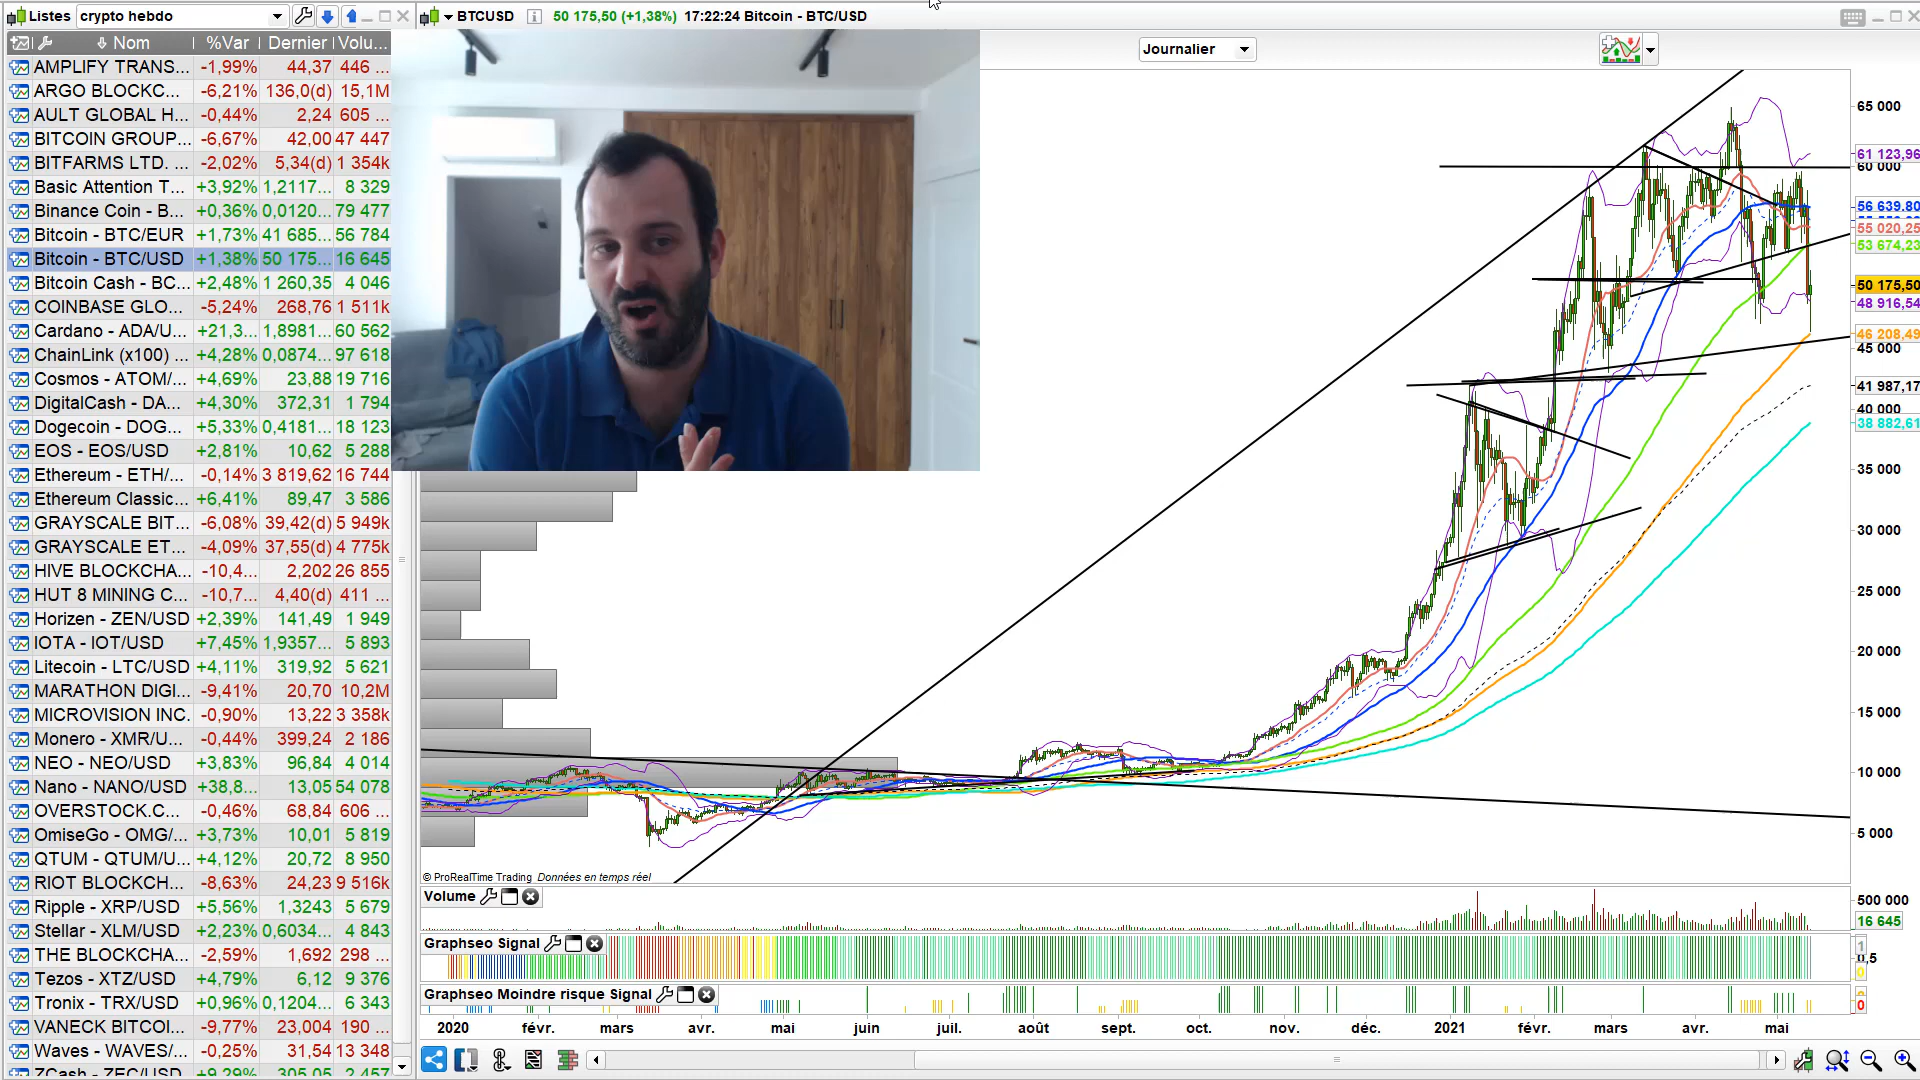 Listes crypto hebdo
BTCUSD 50 175,50 (+1,38%) 17:22:24 Bitcoin - BTC/USD
Nom %Var Dernier Volu...
AMPLIFY TRANS... -1,99% 44,37 446 ...
ARGO BLOCKC... -6,21% 136,0(d) 15,1M
AULT GLOBAL H... -0,44% 2,24 605 ...
BITCOIN GROUP... -6,67% 42,00 47 447
BITFARMS LTD. ... -2,02% 5,34(d) 1 354k
Basic Attention T... +3,92% 1,2117... 8 329
Binance Coin - B... +0,36% 0,0120... 79 477
Bitcoin - BTC/EUR +1,73% 41 685... 56 784
Bitcoin - BTC/USD +1,38% 50 175... 16 645
Bitcoin Cash - BC... +2,48% 1 260,35 4 046
COINBASE GLO... -5,24% 268,76 1 511k
Cardano - ADA/U... +21,3... 1,8981... 60 562
ChainLink (x100) ... +4,28% 0,0874... 97 618
Cosmos - ATOM/... +4,69% 23,88 19 716
DigitalCash - DA... +4,30% 372,31 1 794
Dogecoin - DOG... +5,33% 0,4181... 18 123
EOS - EOS/USD +2,81% 10,62 5 288
Ethereum - ETH/... -0,14% 3 819,62 16 744
Ethereum Classic... +6,41% 89,47 3 586
GRAYSCALE BIT... -6,08% 39,42(d) 5 949k
GRAYSCALE ET... -4,09% 37,55(d) 4 775k
HIVE BLOCKCHA... -10,4... 2,202 26 855
HUT 8 MINING C... -10,7... 4,40(d) 411 ...
Horizen - ZEN/USD +2,39% 141,49 1 949
IOTA - IOT/USD +7,45% 1,9357... 5 893
Litecoin - LTC/USD +4,11% 319,92 5 621
MARATHON DIGI... -9,41% 20,70 10,2M
MICROVISION INC. -0,90% 13,22 3 358k
Monero - XMR/U... -0,44% 399,24 2 186
NEO - NEO/USD +3,83% 96,84 4 014
Nano - NANO/USD +38,8... 13,05 54 078
OVERSTOCK.C... -0,46% 68,84 606 ...
OmiseGo - OMG/... +3,73% 10,01 5 819
QTUM - QTUM/U... +4,12% 20,72 8 950
RIOT BLOCKCH... -8,63% 24,23 9 516k
Ripple - XRP/USD +5,56% 1,3243 5 679
Stellar - XLM/USD +2,23% 0,6034... 4 843
THE BLOCKCHA... -2,59% 1,692 298 ...
Tezos - XTZ/USD +4,79% 6,12 9 376
Tronix - TRX/USD +0,96% 0,1204... 6 343
VANECK BITCOI... -9,77% 23,004 190 ...
Waves - WAVES/... -0,25% 31,54 13 348
ZCash - ZEC/USD +9,29% 305,05 2 457
Journalier
65 000
61 123,96
60 000
56 639,80
55 020,25
53 674,23
50 175,50
48 916,54
46 208,49
45 000
41 987,17
40 000
38 882,61
35 000
30 000
25 000
20 000
15 000
10 000
5 000
© ProRealTime Trading Données en temps réel
Volume
500 000
16 645
Graphseo Signal
1
0,5
0
Graphseo Moindre risque Signal
0
2020 févr. mars avr. mai juin juil. août sept. oct. nov. déc. 2021 févr. mars avr. mai